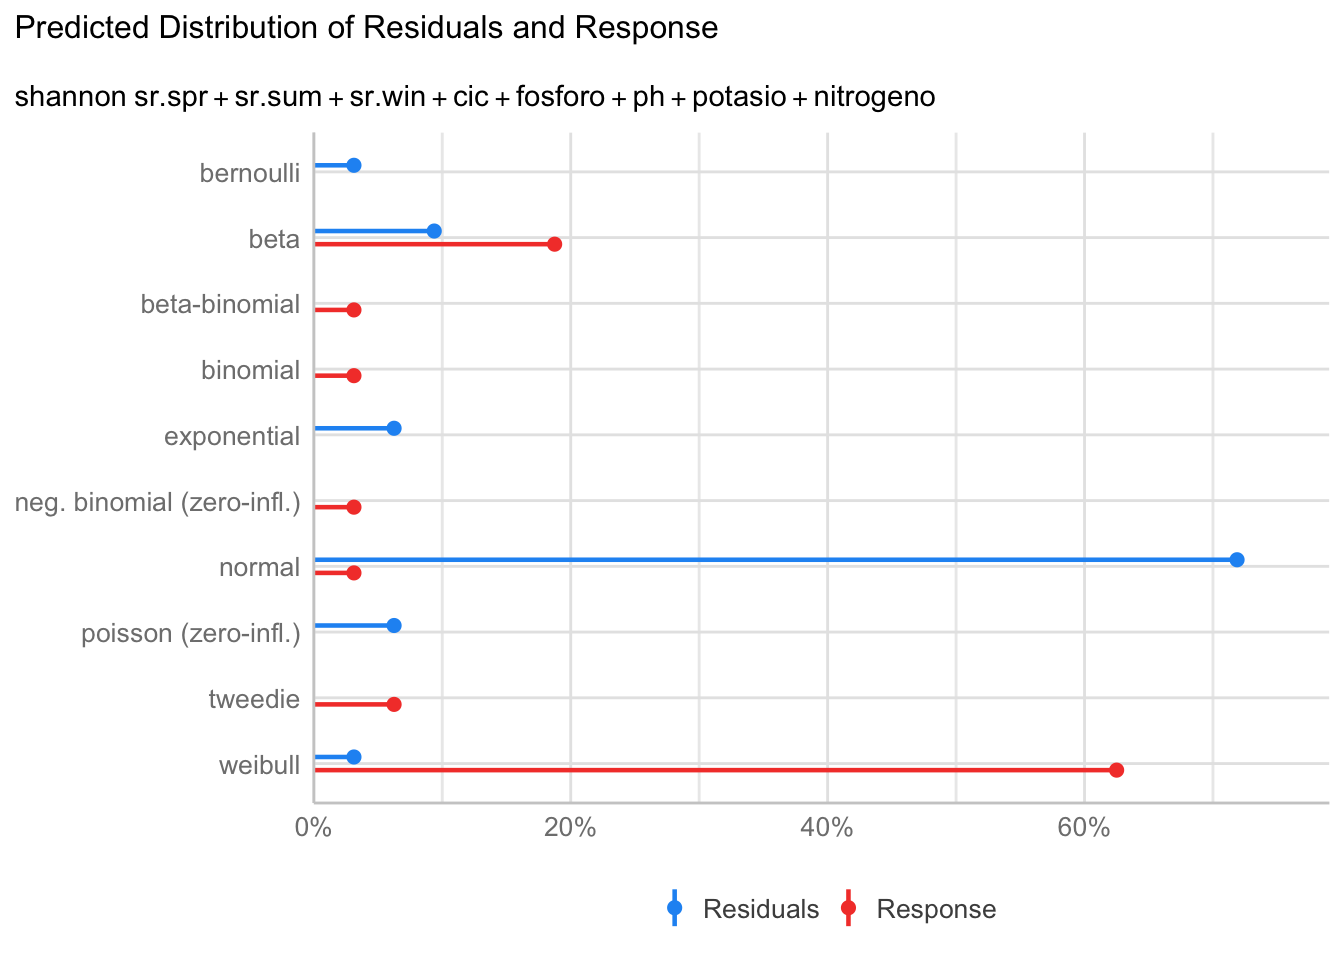 Predicted Distribution of Residuals and Response
shannon sr.spr + sr.sum + sr.win + cic + fosforo + ph + potasio + nitrogeno
bernoulli
beta
beta-binomial
binomial
exponential
neg. binomial (zero-infl.)
normal
poisson (zero-infl.)
tweedie
weibull
0% 20% 40% 60%
Residuals Response